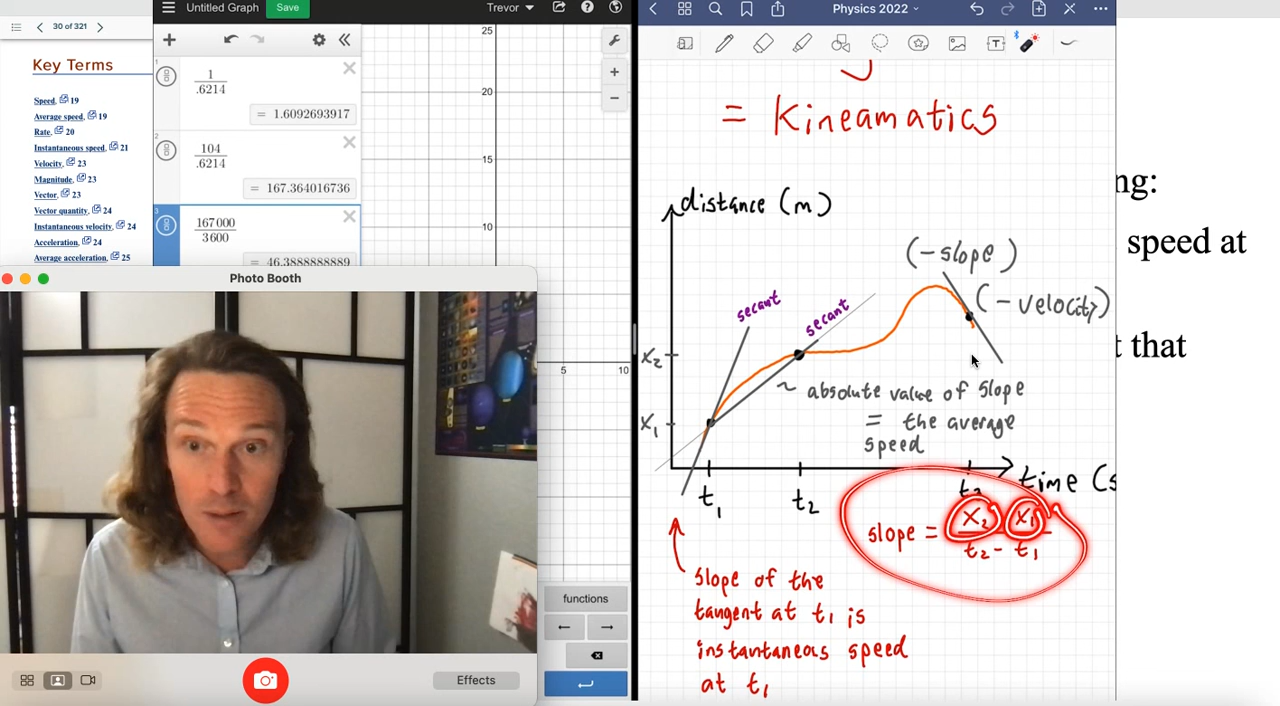 30 of 321
Key Terms
Speed, 19
Average speed, 19
Rate, 20
Instantaneous speed, 21
Velocity, 23
Magnitude, 23
Vector, 23
Vector quantity, 24
Instantaneous velocity, 24
Acceleration, 24
Average acceleration, 25
Untitled Graph
Save
Trevor
1
1
.6214
= 1.6092693917
2
104
.6214
= 167.364016736
3
167000
3600
= 46.3888888889
25
20
15
10
5
10
functions
Photo Booth
Effects
Physics 2022
= Kineamatics
distance (m)
(-slope)
(-velocity)
secant
secant
X2
X1
~ absolute value of slope
= the average
speed
time (s
t1
t2
slope = X2 - X1
t2 - t1
slope of the
tangent at t1 is
instantaneos speed
at t1
ng:
speed at
t that